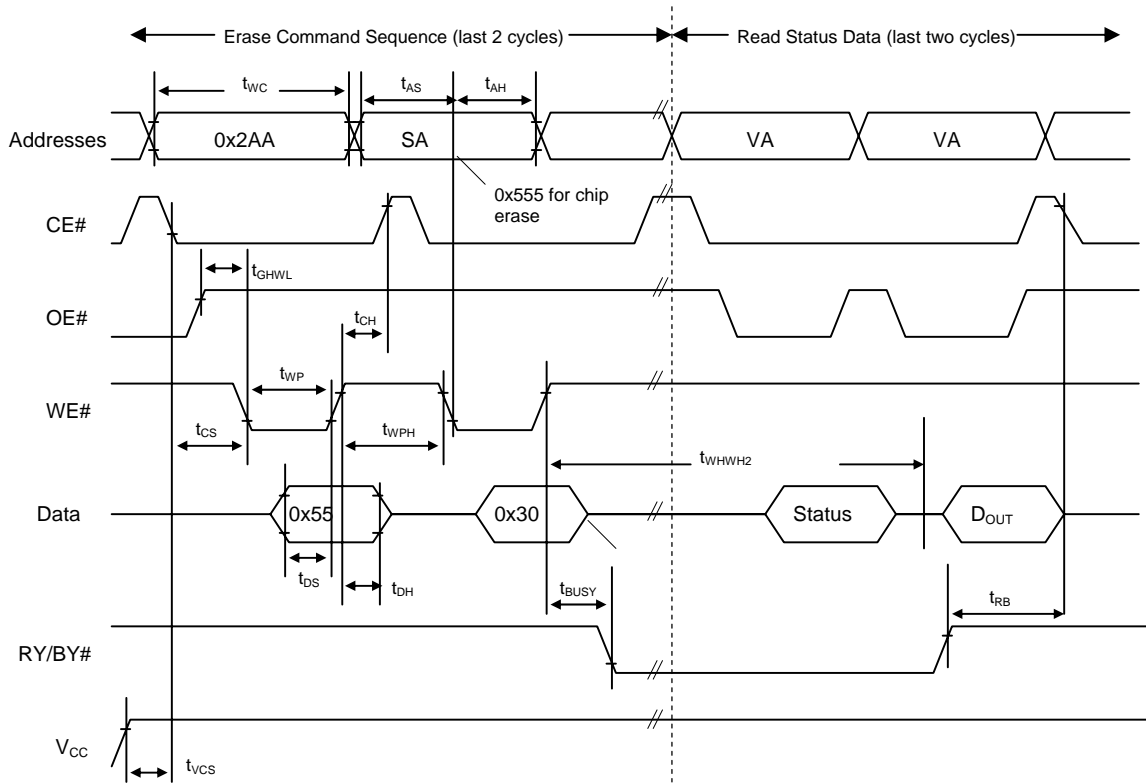 Erase Command Sequence (last 2 cycles)
Read Status Data (last two cycles)
tWC
tAS
tAH
Addresses
0x2AA
SA
VA
VA
0x555 for chip
erase
CE#
tGHWL
OE#
tCH
tWP
WE#
tCS
tWPH
tWHWH2
Data
0x55
0x30
Status
DOUT
tDS
tDH
tBUSY
tRB
RY/BY#
VCC
tVCS